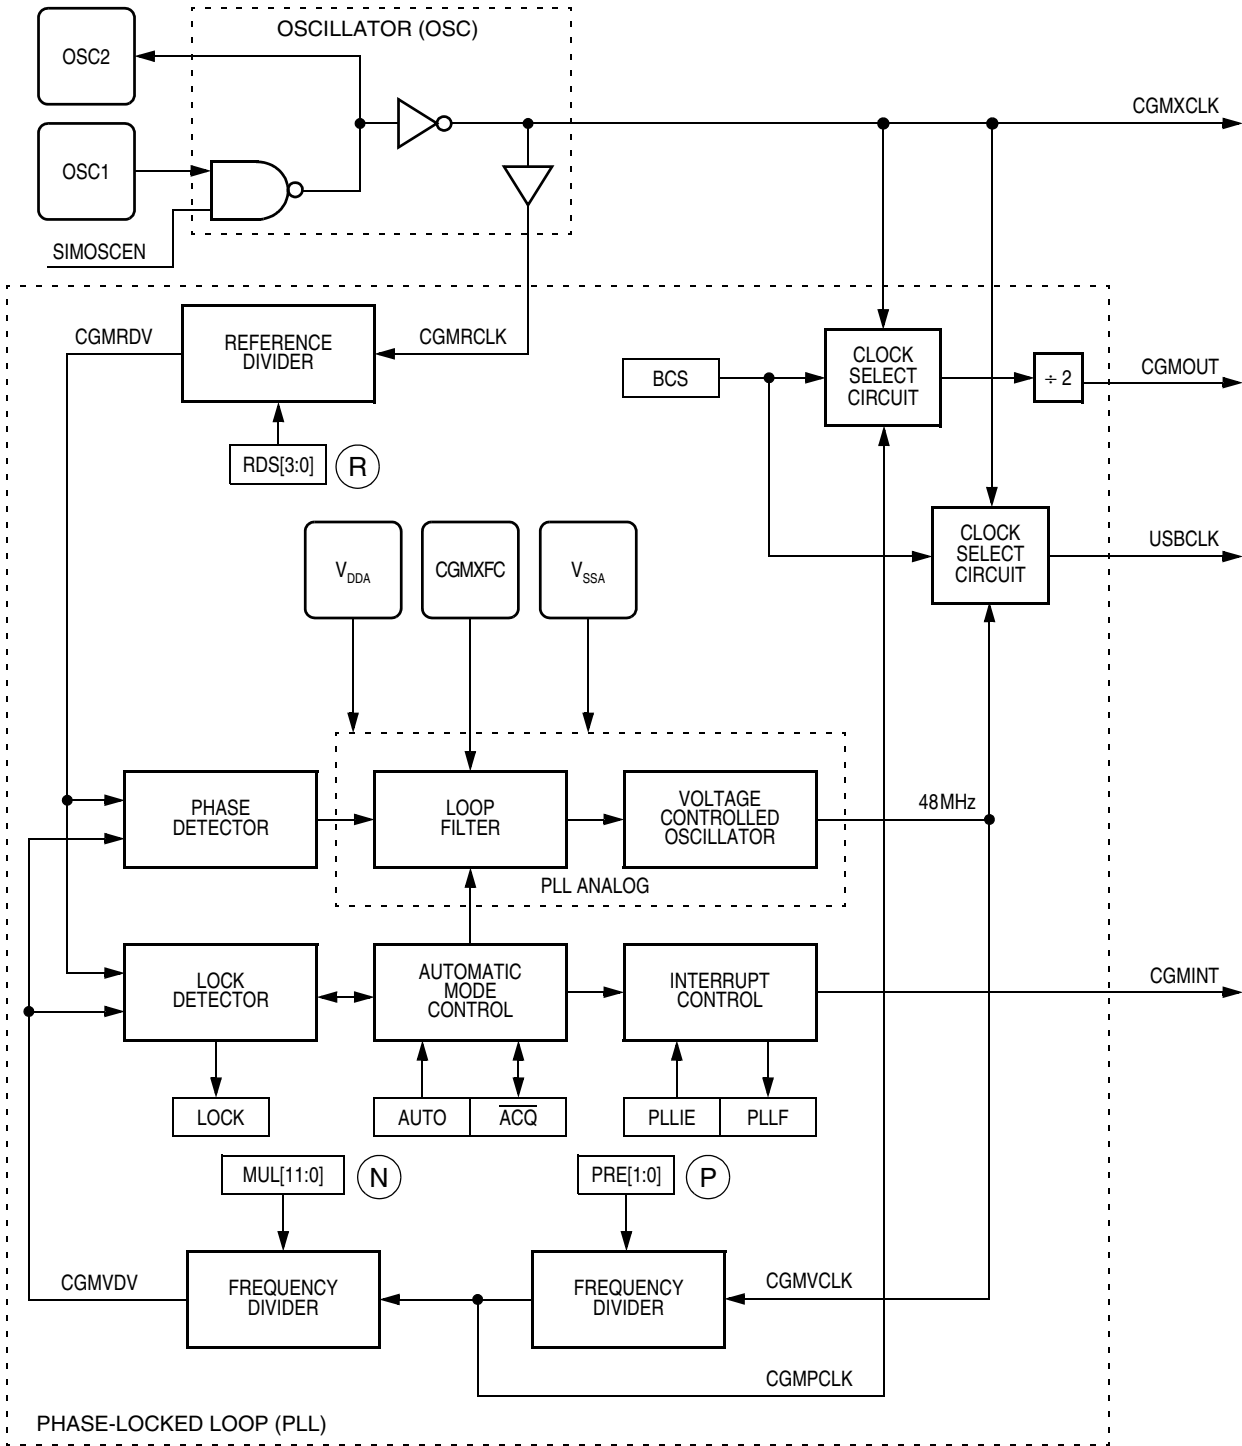 OSCILLATOR (OSC)
OSC2
CGMXCLK
OSC1
SIMOSCEN
CGMRDV
REFERENCE
DIVIDER
CGMRCLK
CLOCK
SELECT
CIRCUIT
BCS
÷ 2
CGMOUT
RDS[3:0]
R
CLOCK
SELECT
CIRCUIT
USBCLK
VDDA
CGMXFC
VSSA
PHASE
DETECTOR
LOOP
FILTER
VOLTAGE
CONTROLLED
OSCILLATOR
48MHz
PLL ANALOG
LOCK
DETECTOR
AUTOMATIC
MODE
CONTROL
INTERRUPT
CONTROL
CGMINT
LOCK
AUTO
A̅C̅Q̅
PLLIE
PLLF
MUL[11:0]
N
PRE[1:0]
P
CGMVDV
FREQUENCY
DIVIDER
FREQUENCY
DIVIDER
CGMVCLK
CGMPCLK
PHASE-LOCKED LOOP (PLL)